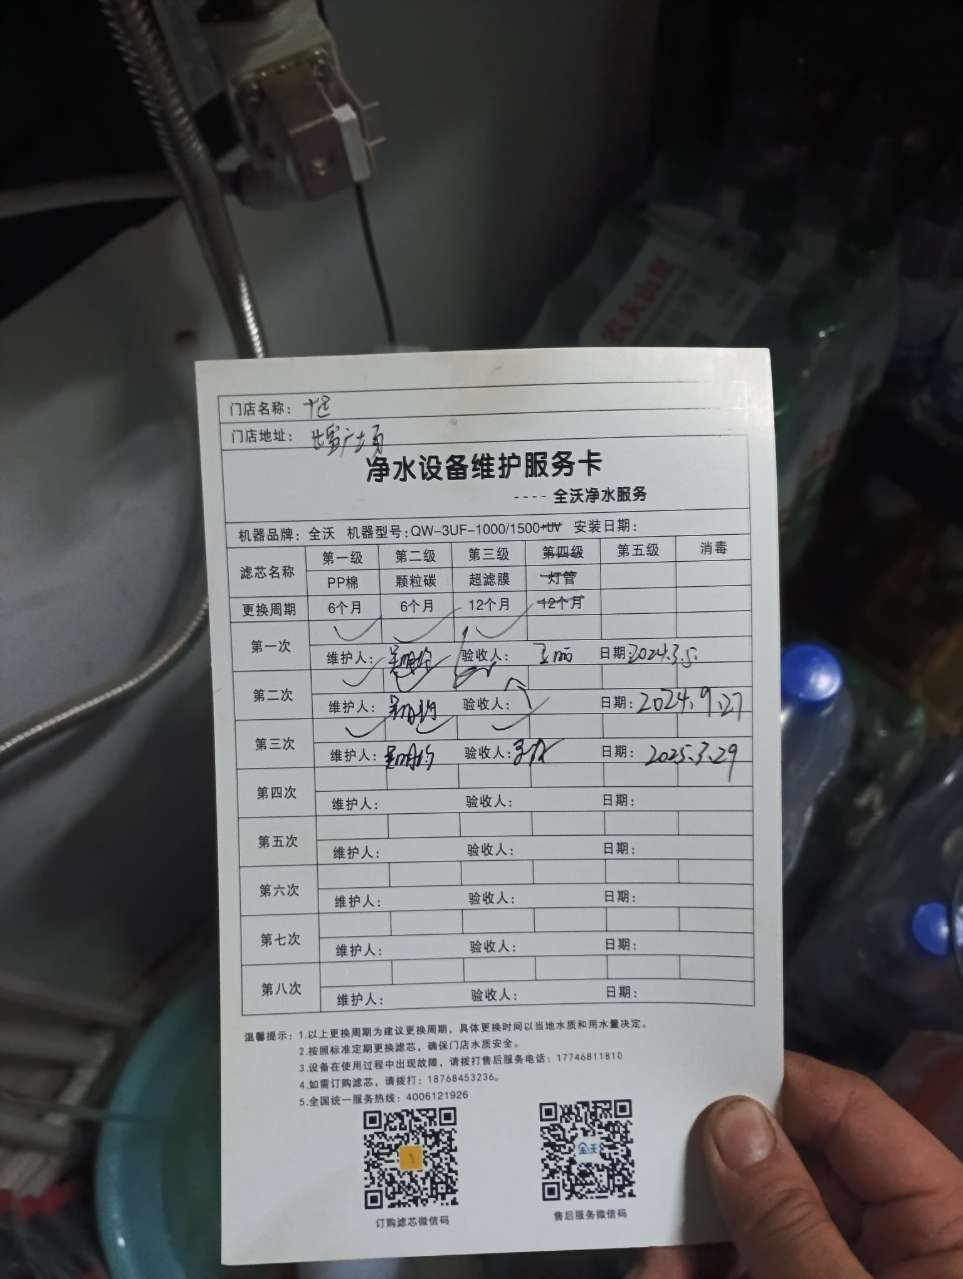 农夫山泉
门店名称：
门店地址：
净水设备维护服务卡
---- 全沃净水服务
机器品牌：全沃 机器型号：QW-3UF-1000/1500+UV 安装日期：
滤芯名称 第一级 第二级 第三级 第四级 第五级 消毒
PP棉 颗粒碳 超滤膜 灯管
更换周期 6个月 6个月 12个月 12个月
第一次
维护人： 验收人： 日期：2024.3.5.
第二次
维护人： 验收人： 日期：2024.9.27
第三次
维护人： 验收人： 日期：2025.3.29
第四次
维护人： 验收人： 日期：
第五次
维护人： 验收人： 日期：
第六次
维护人： 验收人： 日期：
第七次
维护人： 验收人： 日期：
第八次
维护人： 验收人： 日期：
温馨提示：1.以上更换周期为建议更换周期，具体更换时间以当地水质和用水量决定。
2.按照标准定期更换滤芯，确保门店水质安全。
3.设备在使用过程中出现故障，请拨打售后服务电话：17746811810
4.如需订购滤芯，请拨打：18768453236。
5.全国统一服务热线：4006121926
全沃
订购滤芯微信码 售后服务微信码